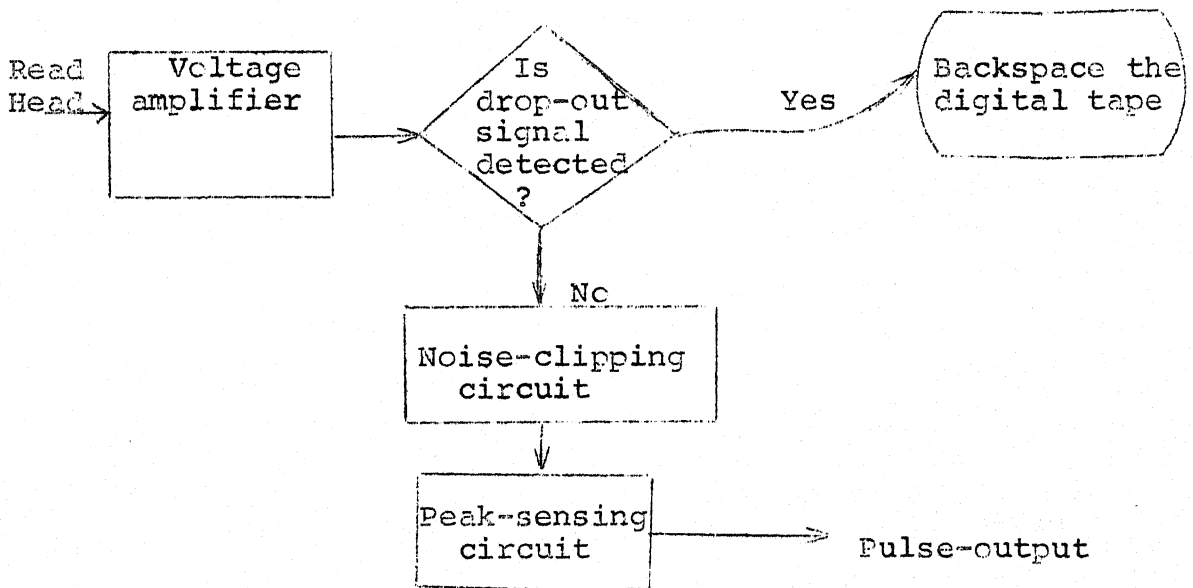 Read
Head
Voltage
amplifier
Is
drop-out
signal
detected
?
Yes
Backspace the
digital tape
No
Noise-clipping
circuit
Peak-sensing
circuit
Pulse-output